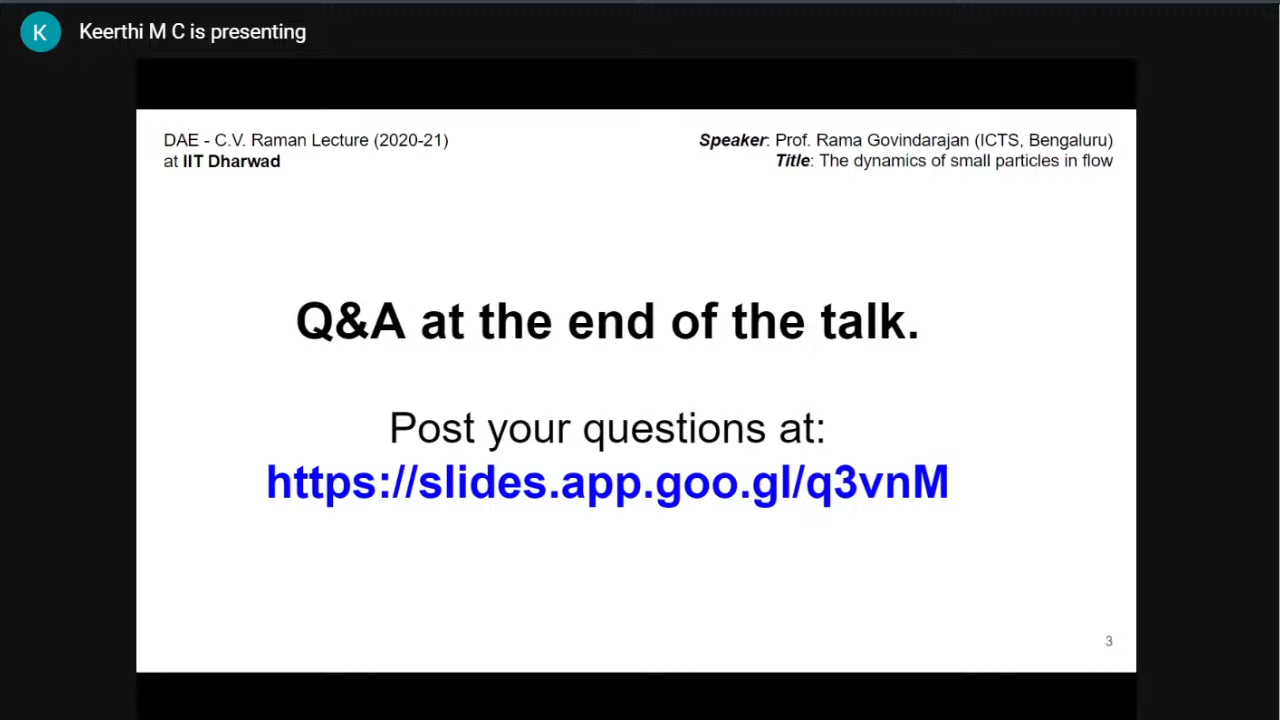 K
Keerthi M C is presenting
DAE - C.V. Raman Lecture (2020-21)
at IIT Dharwad
Speaker: Prof. Rama Govindarajan (ICTS, Bengaluru)
Title: The dynamics of small particles in flow
Q&A at the end of the talk.
Post your questions at:
https://slides.app.goo.gl/q3vnM
3